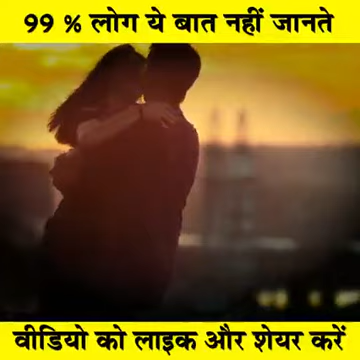 99 % लोग ये बात नहीं जानते
वीडियो को लाइक और शेयर करें